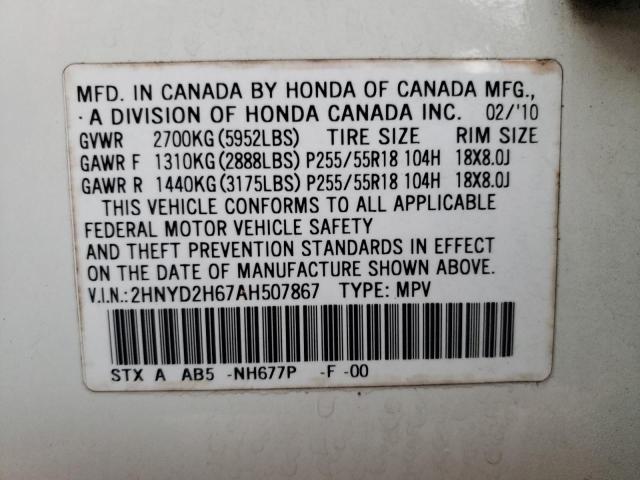 MFD. IN CANADA BY HONDA OF CANADA MFG.,
· A DIVISION OF HONDA CANADA INC. 02/'10
GVWR 2700KG(5952LBS) TIRE SIZE RIM SIZE
GAWR F 1310KG(2888LBS) P255/55R18 104H 18X8.0J
GAWR R 1440KG(3175LBS) P255/55R18 104H 18X8.0J
THIS VEHICLE CONFORMS TO ALL APPLICABLE
FEDERAL MOTOR VEHICLE SAFETY
AND THEFT PREVENTION STANDARDS IN EFFECT
ON THE DATE OF MANUFACTURE SHOWN ABOVE.
V.I.N.:2HNYD2H67AH507867 TYPE: MPV
STX A AB5 -NH677P -F -00